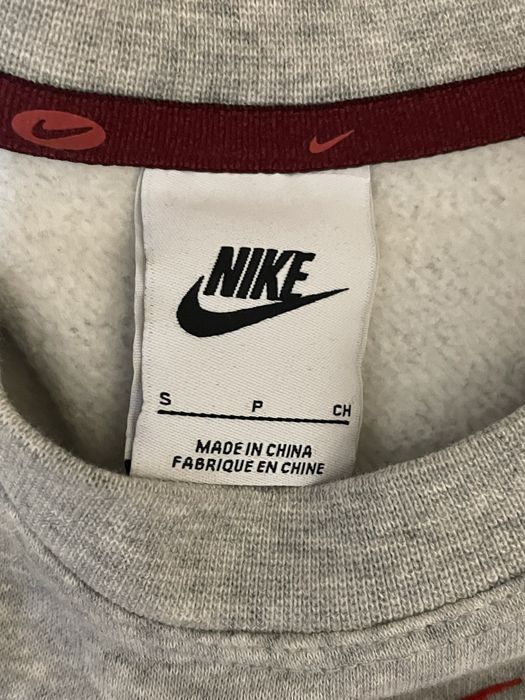 NIKE
S P CH
MADE IN CHINA
FABRIQUE EN CHINE